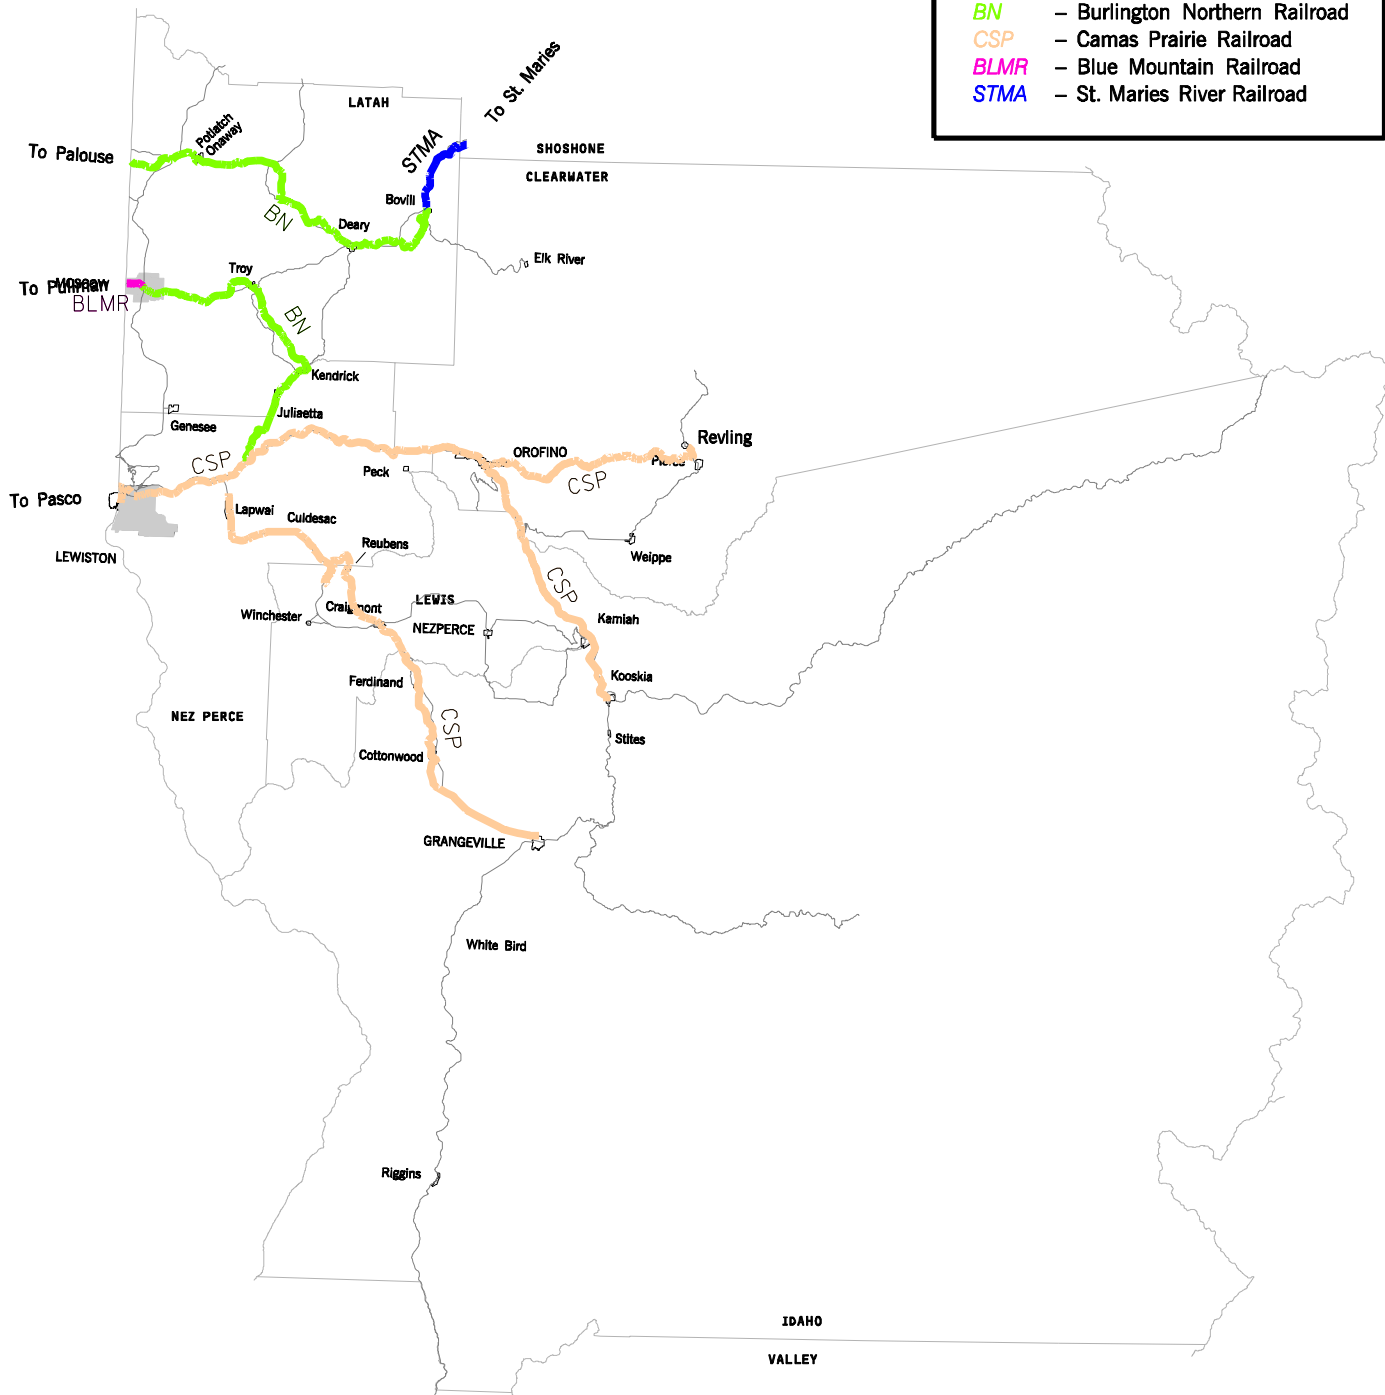 BN – Burlington Northern Railroad
CSP – Camas Prairie Railroad
BLMR – Blue Mountain Railroad
STMA – St. Maries River Railroad
To St. Maries
LATAH
Potlatch
Onaway
To Palouse
STMA
SHOSHONE
CLEARWATER
Bovill
BN
Deary
Elk River
Troy
MOSCOW
To Pullman
BLMR
BN
Kendrick
Juliaetta
Genesee
Revling
OROFINO
Pierce
CSP
Peck
CSP
To Pasco
Lapwai
Culdesac
Reubens
Weippe
LEWISTON
CSP
Winchester
Craigmont
LEWIS
NEZPERCE
Kamiah
Kooskia
Ferdinand
NEZ PERCE
CSP
Stites
Cottonwood
GRANGEVILLE
White Bird
Riggins
IDAHO
VALLEY